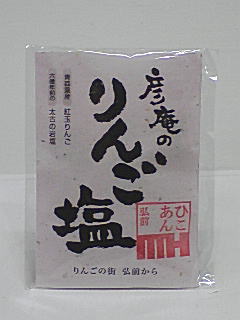 彦庵の
りんご塩
青森県産 紅玉りんご
六億年前の 太古の岩塩
ひこ
あん
弘前
りんごの街 弘前から